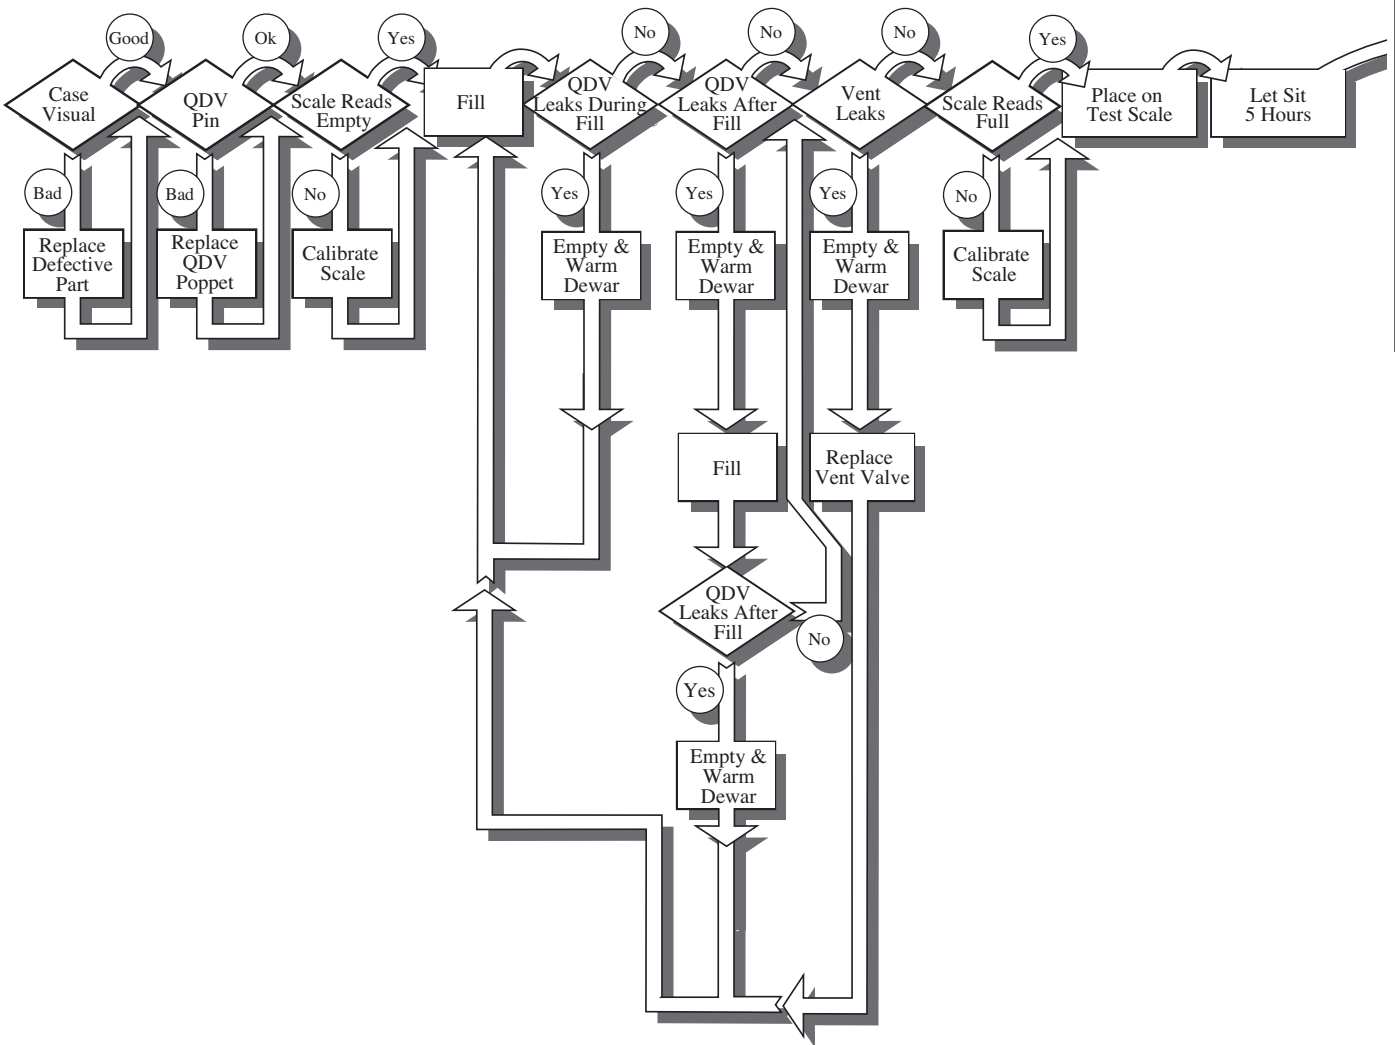 Good
Ok
Yes
No
No
No
Yes
Case
Visual
QDV
Pin
Scale Reads
Empty
Fill
QDV
Leaks During
Fill
QDV
Leaks After
Fill
Vent
Leaks
Scale Reads
Full
Place on
Test Scale
Let Sit
5 Hours
Bad
Bad
No
Yes
Yes
Yes
No
Replace
Defective
Part
Replace
QDV
Poppet
Calibrate
Scale
Empty &
Warm
Dewar
Empty &
Warm
Dewar
Empty &
Warm
Dewar
Calibrate
Scale
Fill
Replace
Vent Valve
QDV
Leaks After
Fill
No
Yes
Empty &
Warm
Dewar